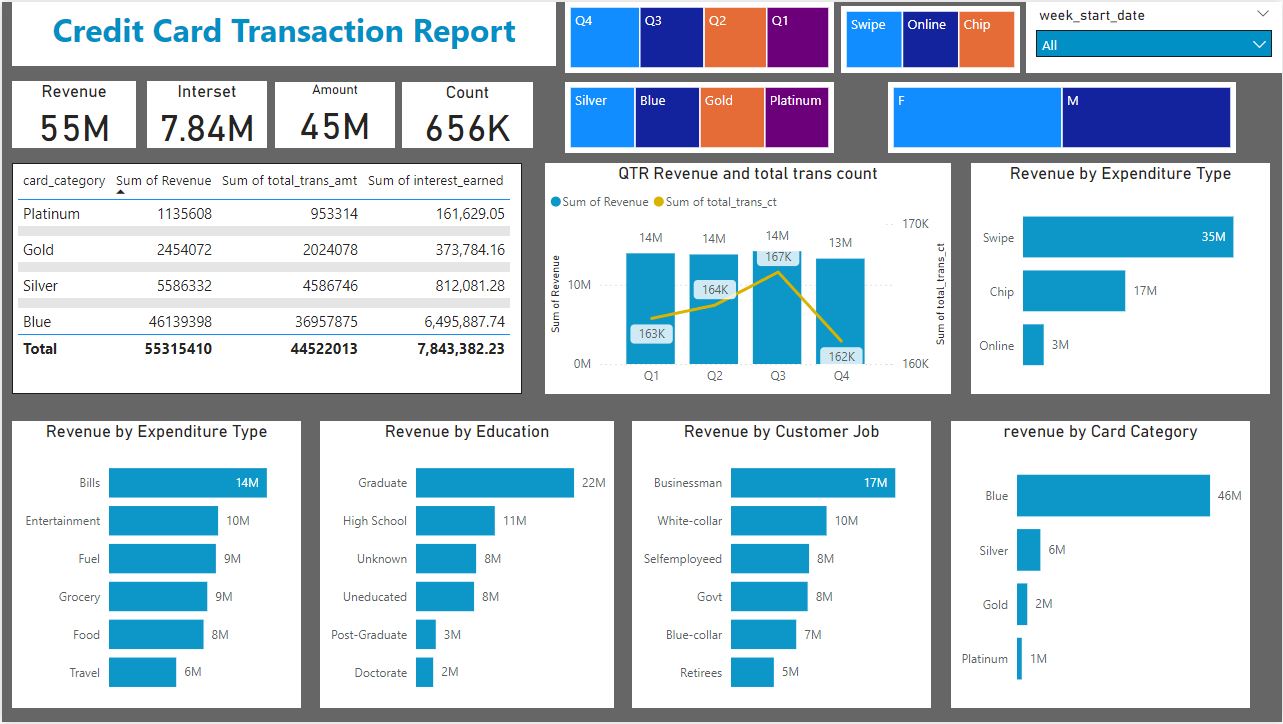 Credit Card Transaction Report
Q4 Q3 Q2 Q1
Swipe Online Chip
week_start_date
All
Revenue
55M
Interset
7.84M
Amount
45M
Count
656K
Silver Blue Gold Platinum
F M
card_category Sum of Revenue Sum of total_trans_amt Sum of interest_earned
Platinum 1135608 953314 161,629.05
Gold 2454072 2024078 373,784.16
Silver 5586332 4586746 812,081.28
Blue 46139398 36957875 6,495,887.74
Total 55315410 44522013 7,843,382.23
QTR Revenue and total trans count
Sum of Revenue Sum of total_trans_ct
Sum of Revenue
10M
0M
14M 14M 14M 13M
163K 164K 167K 162K
Q1 Q2 Q3 Q4
170K
160K
Sum of total_trans_ct
Revenue by Expenditure Type
Swipe 35M
Chip 17M
Online 3M
Revenue by Expenditure Type
Bills 14M
Entertainment 10M
Fuel 9M
Grocery 9M
Food 8M
Travel 6M
Revenue by Education
Graduate 22M
High School 11M
Unknown 8M
Uneducated 8M
Post-Graduate 3M
Doctorate 2M
Revenue by Customer Job
Businessman 17M
White-collar 10M
Selfemployeed 8M
Govt 8M
Blue-collar 7M
Retirees 5M
revenue by Card Category
Blue 46M
Silver 6M
Gold 2M
Platinum 1M